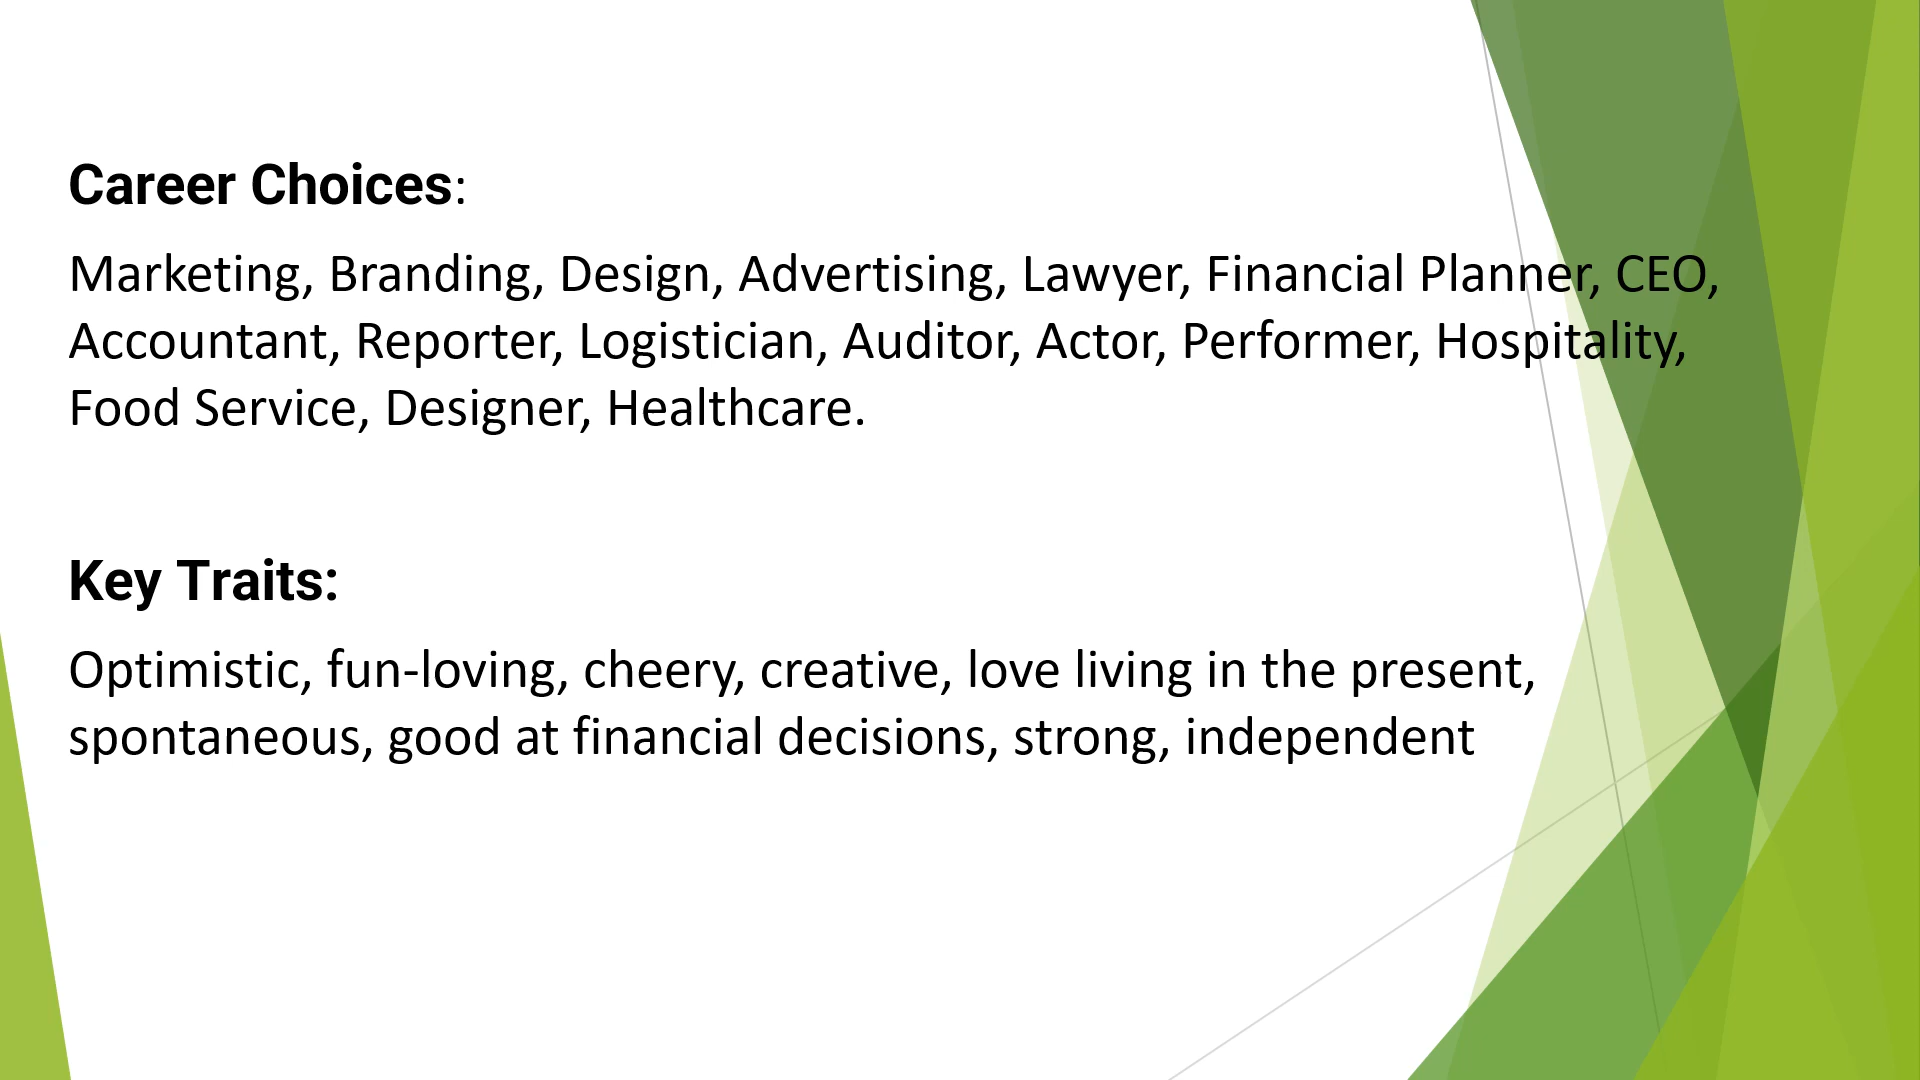 Career Choices:
Marketing, Branding, Design, Advertising, Lawyer, Financial Planner, CEO,
Accountant, Reporter, Logistician, Auditor, Actor, Performer, Hospitality,
Food Service, Designer, Healthcare.
Key Traits:
Optimistic, fun-loving, cheery, creative, love living in the present,
spontaneous, good at financial decisions, strong, independent